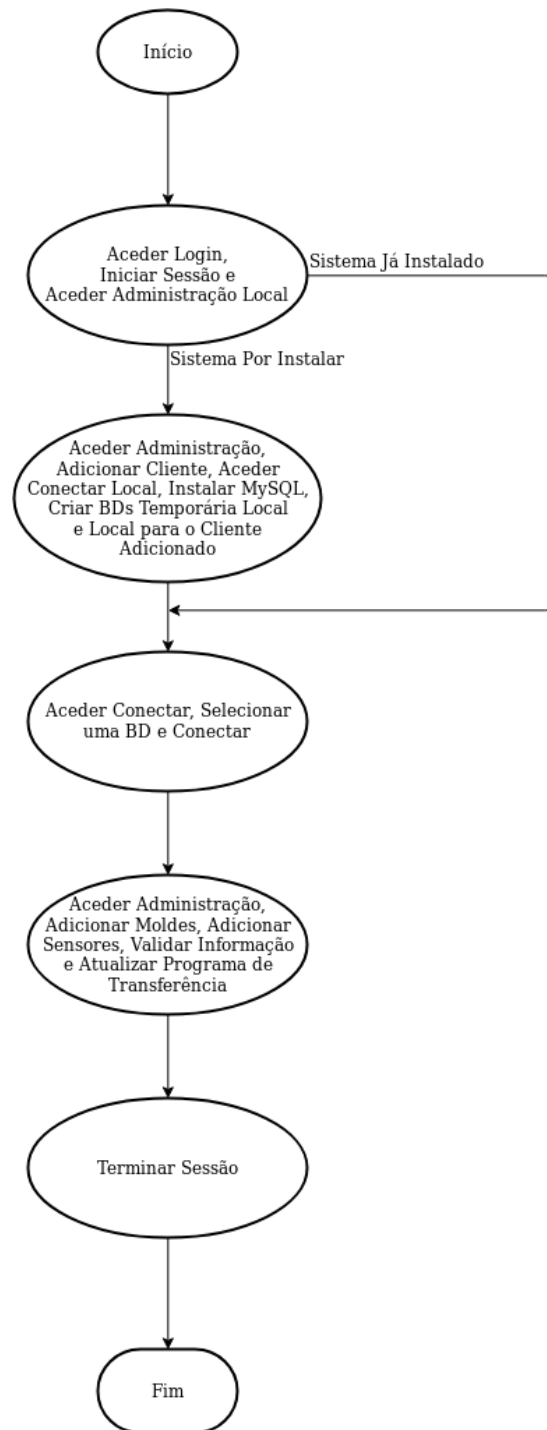 Início
Aceder Login,
Iniciar Sessão e
Aceder Administração Local
Sistema Já Instalado
Sistema Por Instalar
Aceder Administração,
Adicionar Cliente, Aceder
Conectar Local, Instalar MySQL,
Criar BDs Temporária Local
e Local para o Cliente
Adicionado
Aceder Conectar, Selecionar
uma BD e Conectar
Aceder Administração,
Adicionar Moldes, Adicionar
Sensores, Validar Informação
e Atualizar Programa de
Transferência
Terminar Sessão
Fim